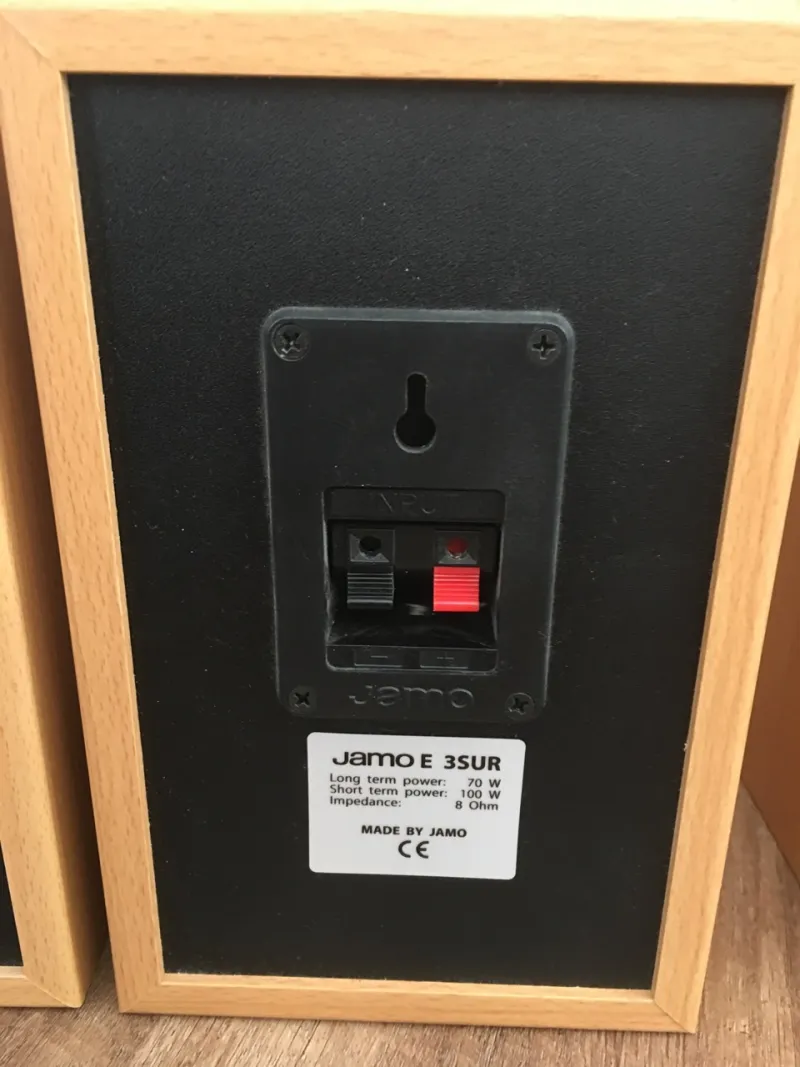 INPUT
- +
Jamo
Jamo E 3SUR
Long term power: 70 W
Short term power: 100 W
Impedance: 8 Ohm
MADE BY JAMO
CE